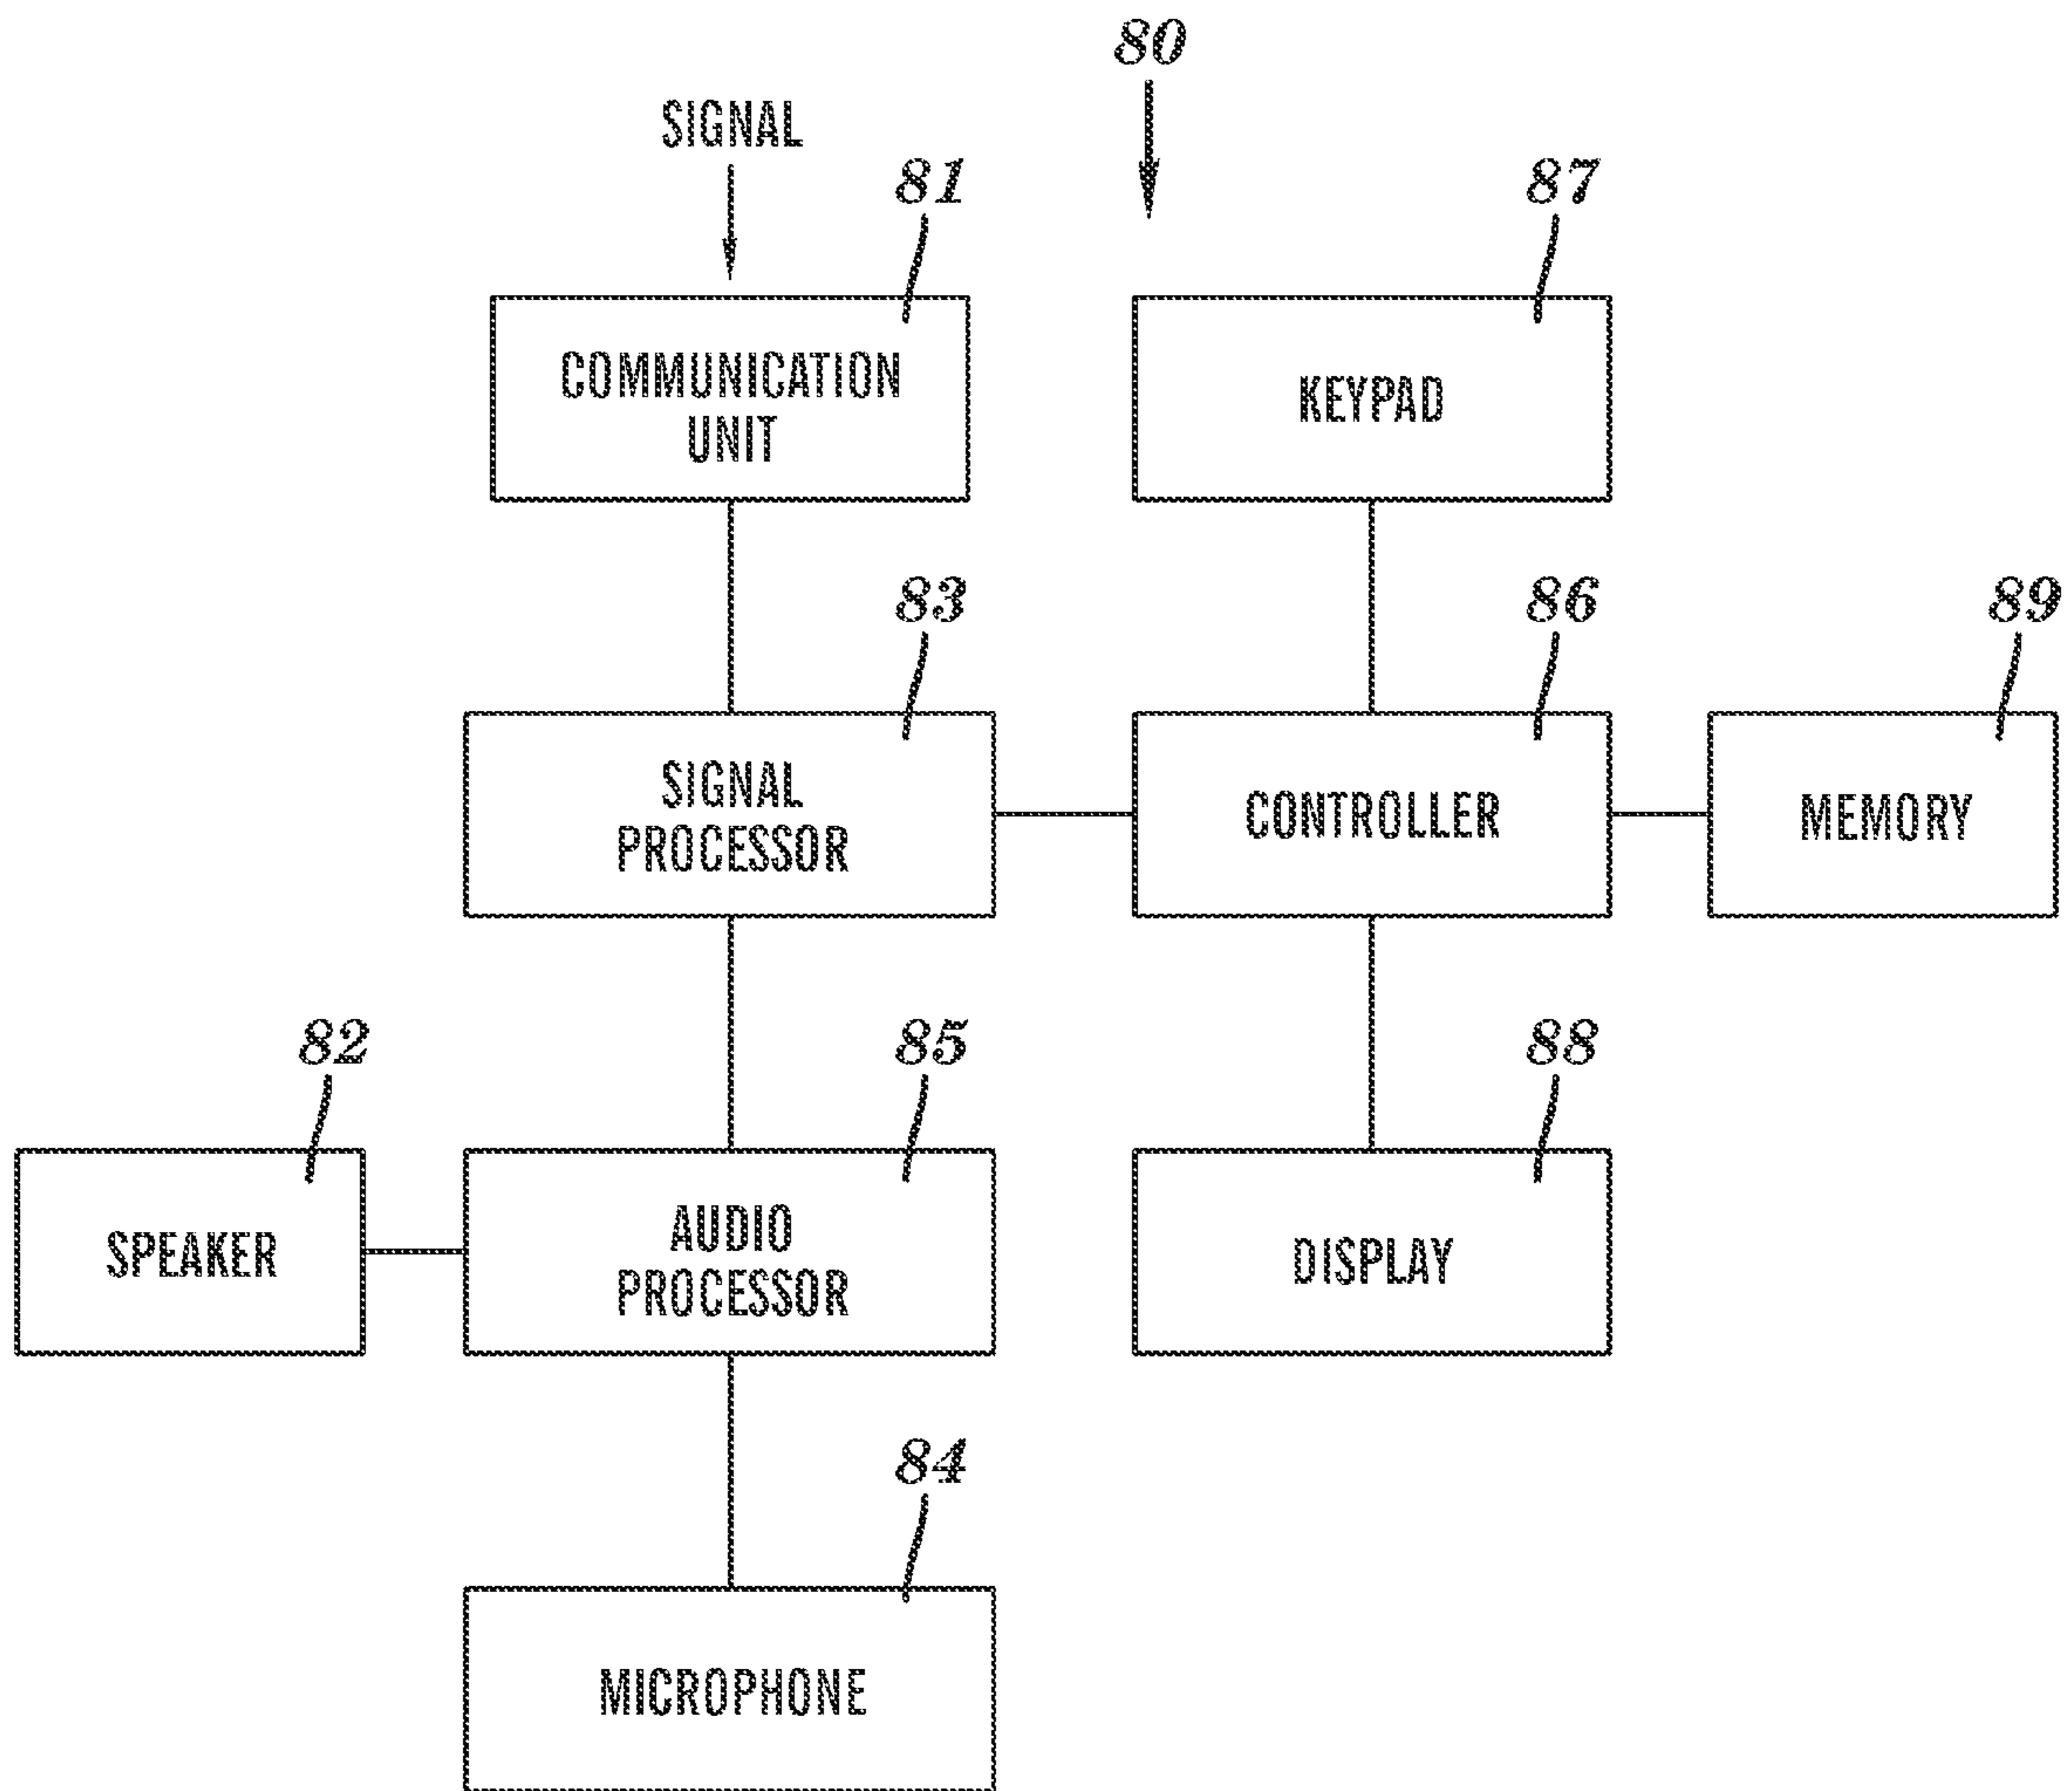 80
SIGNAL
81
87
COMMUNICATION
UNIT
KEYPAD
83
86
89
SIGNAL
PROCESSOR
CONTROLLER
MEMORY
82
85
88
SPEAKER
AUDIO
PROCESSOR
DISPLAY
84
MICROPHONE